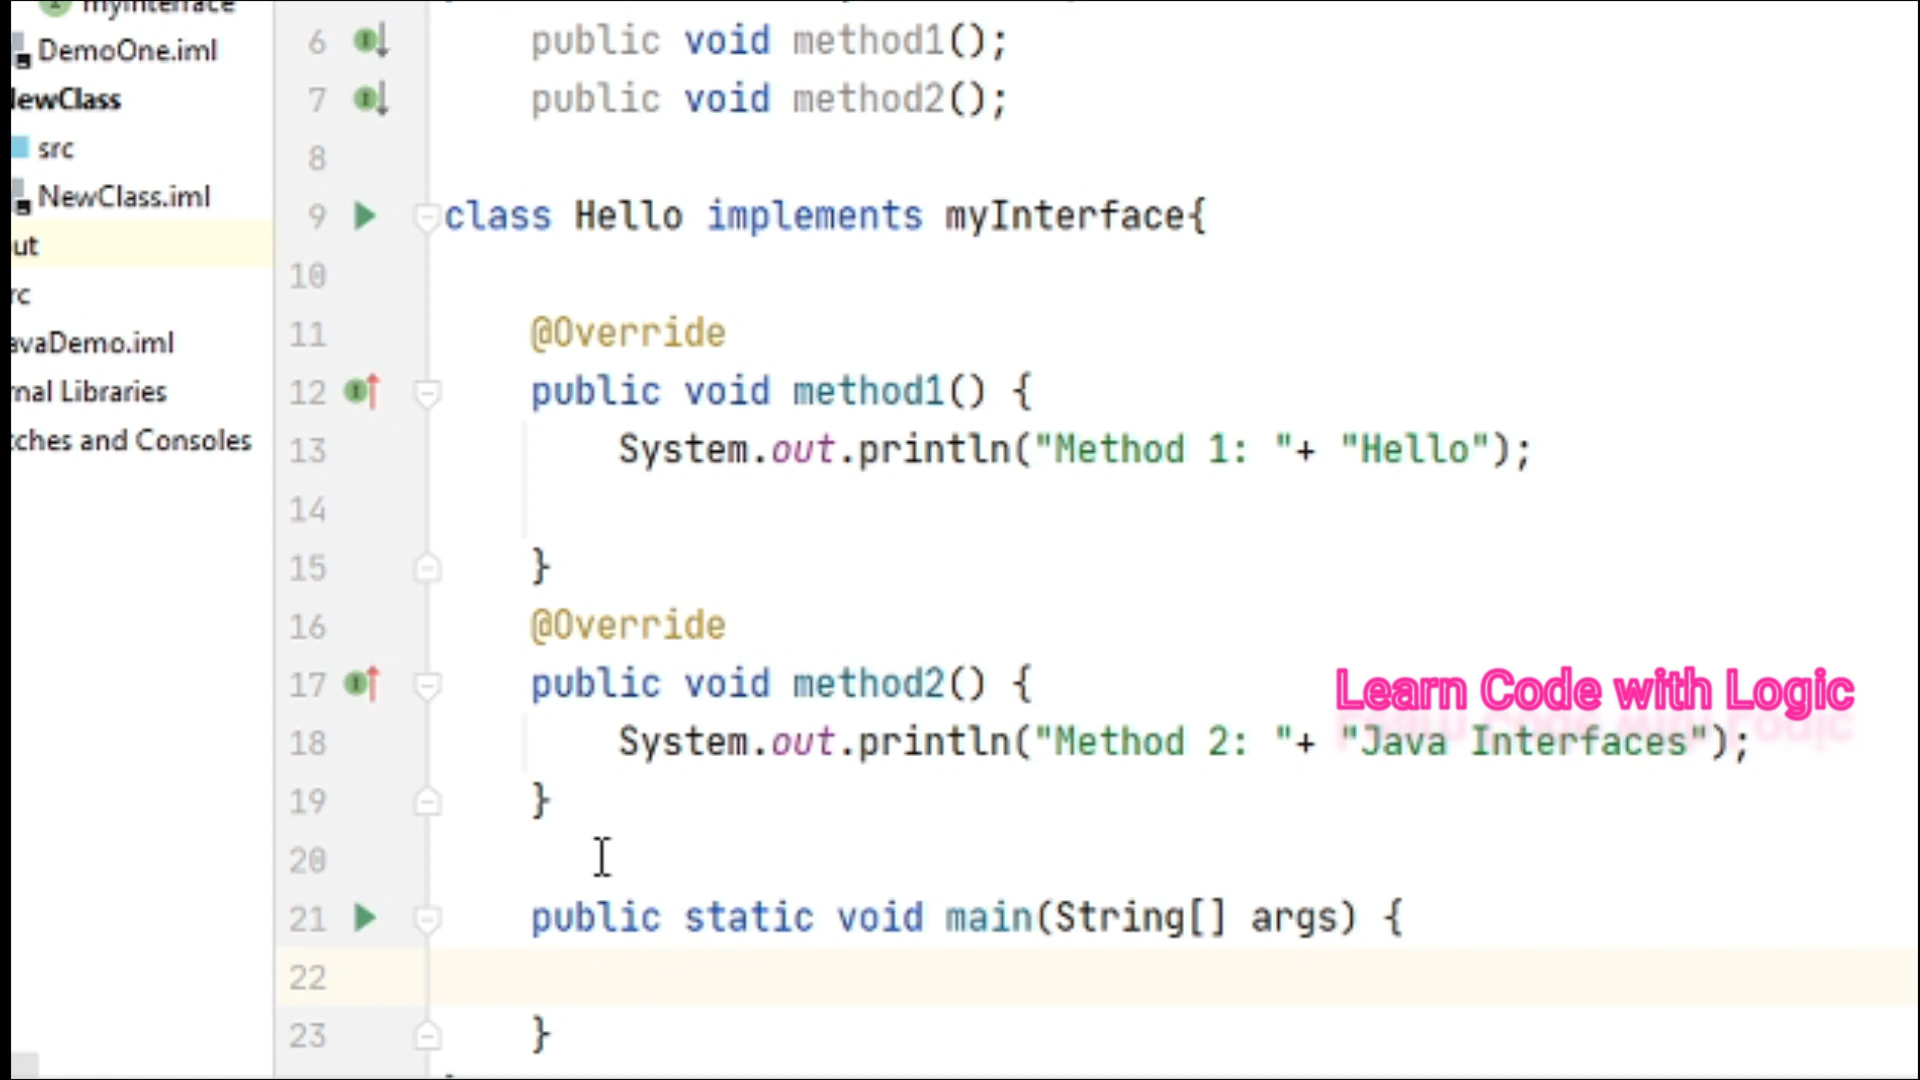 myInterface
DemoOne.iml
NewClass
src
NewClass.iml
ut
rc
avaDemo.iml
nal Libraries
tches and Consoles
6 public void method1();
7 public void method2();
8
9 class Hello implements myInterface{
10
11 @Override
12 public void method1() {
13 System.out.println("Method 1: "+ "Hello");
14
15 }
16 @Override
17 public void method2() {
Learn Code with Logic
18 System.out.println("Method 2: "+ "Java Interfaces");
19 }
20
21 public static void main(String[] args) {
22
23 }